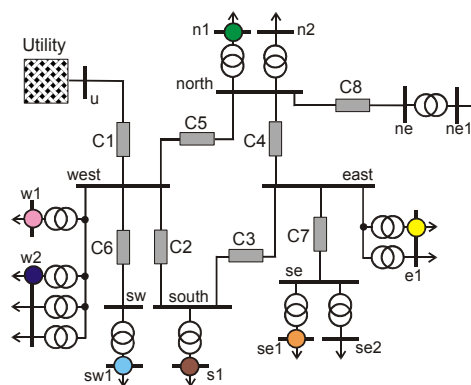 n1
n2
Utility
north
C8
u
C5
C4
ne
ne1
C1
west
east
w1
C6
C2
C3
C7
w2
se
e1
sw
south
se1
se2
sw1
s1